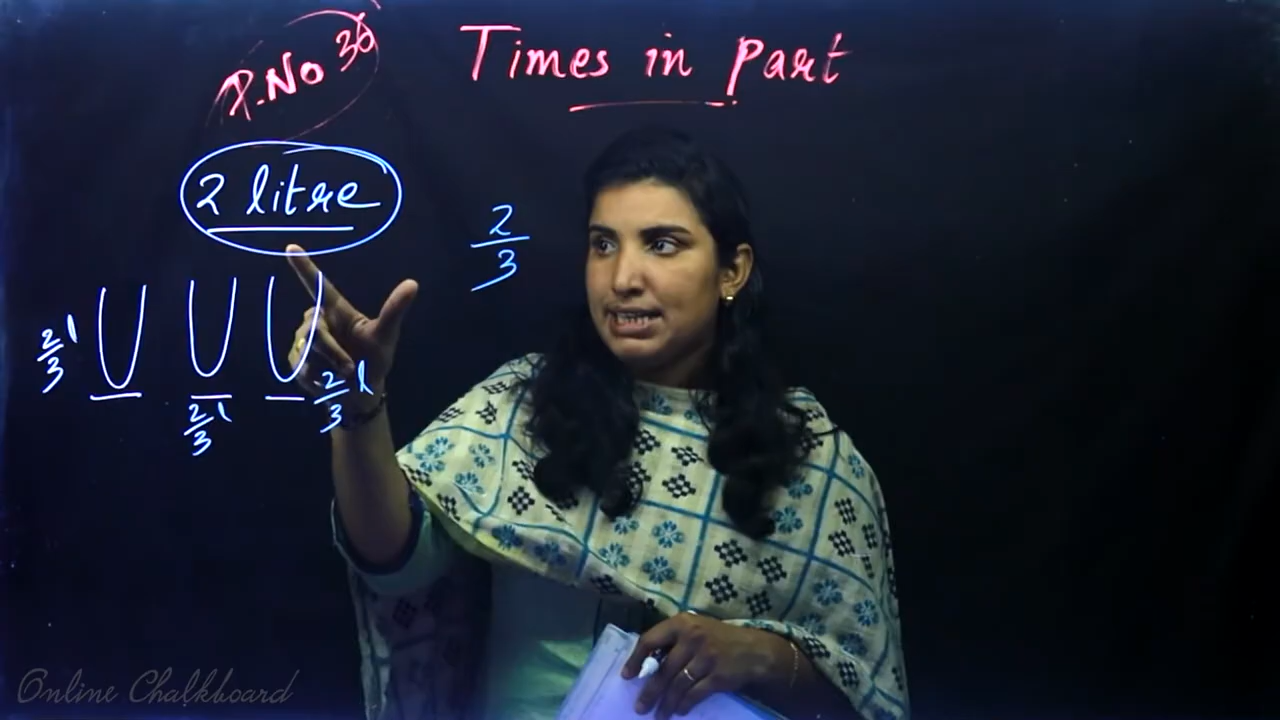 P.No 30
Times in part
2 litre
2/3
2/3 l
2/3 l
2/3 l
Online Chalkboard